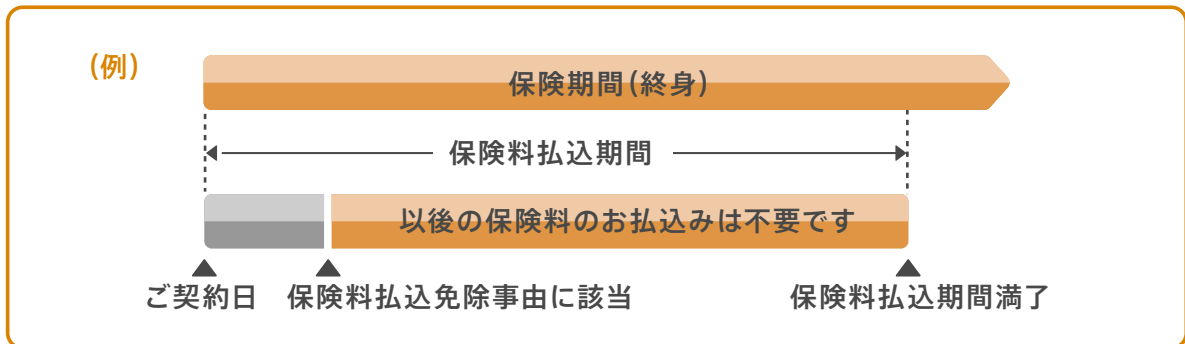 (例)
保険期間(終身)
保険料払込期間
以後の保険料のお払込みは不要です
ご契約日
保険料払込免除事由に該当
保険料払込期間満了